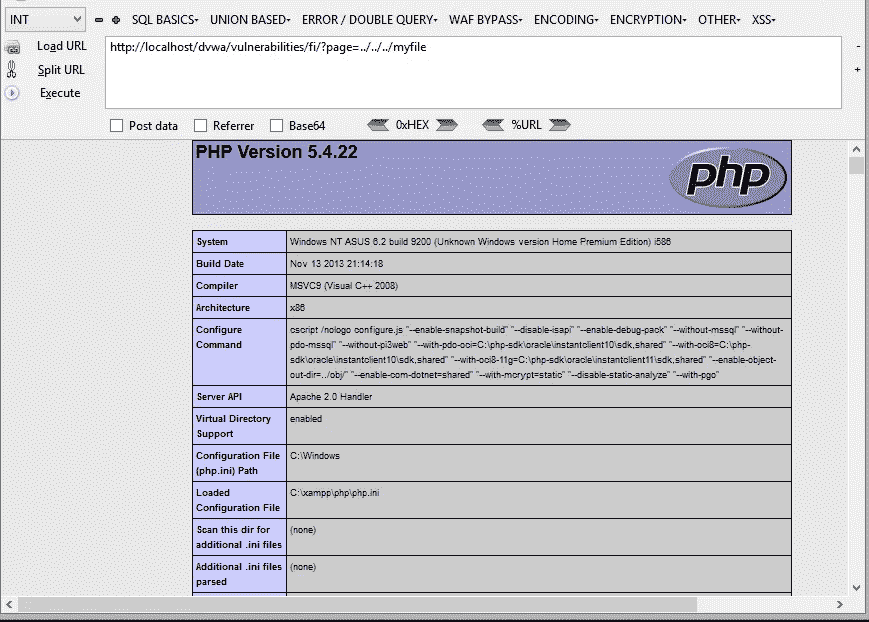 INT
SQL BASICS
UNION BASED
ERROR / DOUBLE QUERY
WAF BYPASS
ENCODING
ENCRYPTION
OTHER
XSS
Load URL
http://localhost/dvwa/vulnerabilities/fi/?page=../../../myfile
Split URL
Execute
Post data
Referrer
Base64
0xHEX
%URL
PHP Version 5.4.22
php
System
Windows NT ASUS 6.2 build 9200 (Unknown Windows version Home Premium Edition) i586
Build Date
Nov 13 2013 21:14:18
Compiler
MSVC9 (Visual C++ 2008)
Architecture
x86
Configure
Command
cscript /nologo configure.js "--enable-snapshot-build" "--disable-isapi" "--enable-debug-pack" "--without-mssql" "--without-
pdo-mssql" "--without-pi3web" "--with-pdo-oci=C:\php-sdk\oracle\instantclient10\sdk,shared" "--with-oci8=C:\php-
sdk\oracle\instantclient10\sdk,shared" "--with-oci8-11g=C:\php-sdk\oracle\instantclient11\sdk,shared" "--enable-object-
out-dir=../obj/" "--enable-com-dotnet=shared" "--with-mcrypt=static" "--disable-static-analyze" "--with-pgo"
Server API
Apache 2.0 Handler
Virtual Directory
Support
enabled
Configuration File
(php.ini) Path
C:\Windows
Loaded
Configuration File
C:\xampp\php\php.ini
Scan this dir for
additional .ini files
(none)
Additional .ini files
parsed
(none)